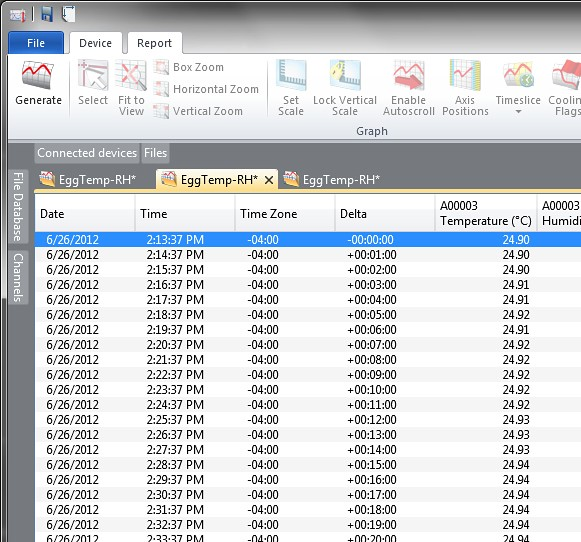 File Device Report
Box Zoom
Horizontal Zoom
Vertical Zoom
Generate Select Fit to View Set Scale Lock Vertical Scale Enable Autoscroll Axis Positions Timeslice Coolin Flags
Graph
Connected devices Files
EggTemp-RH* EggTemp-RH* EggTemp-RH*
File Database
Channels
Date Time Time Zone Delta A00003 Temperature (°C) A00003 Humidi
6/26/2012 2:13:37 PM -04:00 -00:00:00 24.90
6/26/2012 2:14:37 PM -04:00 +00:01:00 24.90
6/26/2012 2:15:37 PM -04:00 +00:02:00 24.90
6/26/2012 2:16:37 PM -04:00 +00:03:00 24.91
6/26/2012 2:17:37 PM -04:00 +00:04:00 24.91
6/26/2012 2:18:37 PM -04:00 +00:05:00 24.92
6/26/2012 2:19:37 PM -04:00 +00:06:00 24.91
6/26/2012 2:20:37 PM -04:00 +00:07:00 24.92
6/26/2012 2:21:37 PM -04:00 +00:08:00 24.92
6/26/2012 2:22:37 PM -04:00 +00:09:00 24.92
6/26/2012 2:23:37 PM -04:00 +00:10:00 24.92
6/26/2012 2:24:37 PM -04:00 +00:11:00 24.92
6/26/2012 2:25:37 PM -04:00 +00:12:00 24.93
6/26/2012 2:26:37 PM -04:00 +00:13:00 24.93
6/26/2012 2:27:37 PM -04:00 +00:14:00 24.93
6/26/2012 2:28:37 PM -04:00 +00:15:00 24.94
6/26/2012 2:29:37 PM -04:00 +00:16:00 24.94
6/26/2012 2:30:37 PM -04:00 +00:17:00 24.94
6/26/2012 2:31:37 PM -04:00 +00:18:00 24.94
6/26/2012 2:32:37 PM -04:00 +00:19:00 24.94
6/26/2012 2:33:37 PM -04:00 +00:20:00 24.94